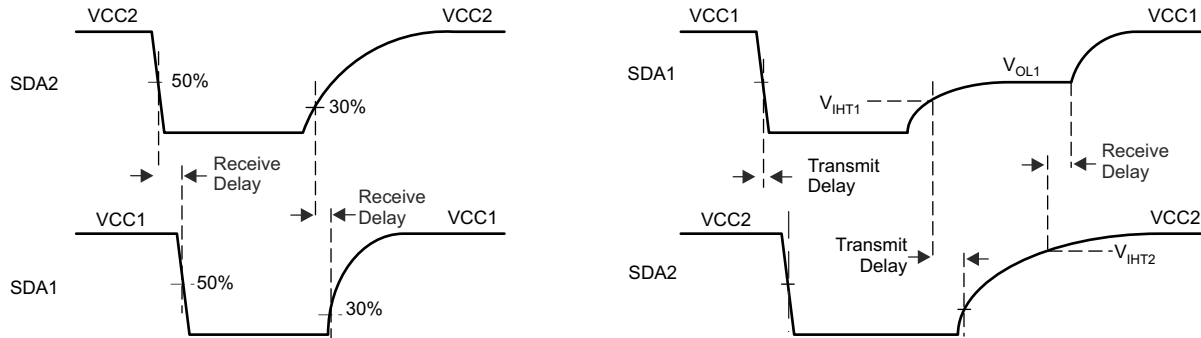 VCC2
VCC2
SDA2
50%
30%
Receive
Delay
Receive
Delay
VCC1
VCC1
SDA1
50%
30%
VCC1
VCC1
SDA1
VOL1
VIHT1
Transmit
Delay
Receive
Delay
VCC2
VCC2
Transmit
Delay
SDA2
VIHT2